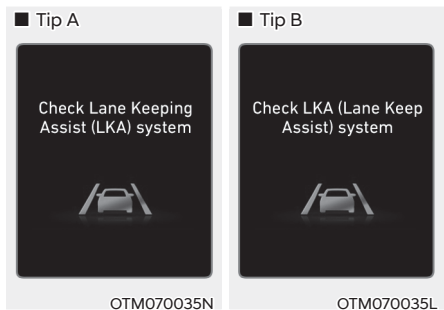 ■ Tip A
Check Lane Keeping
Assist (LKA) system
OTM070035N
■ Tip B
Check LKA (Lane Keep
Assist) system
OTM070035L